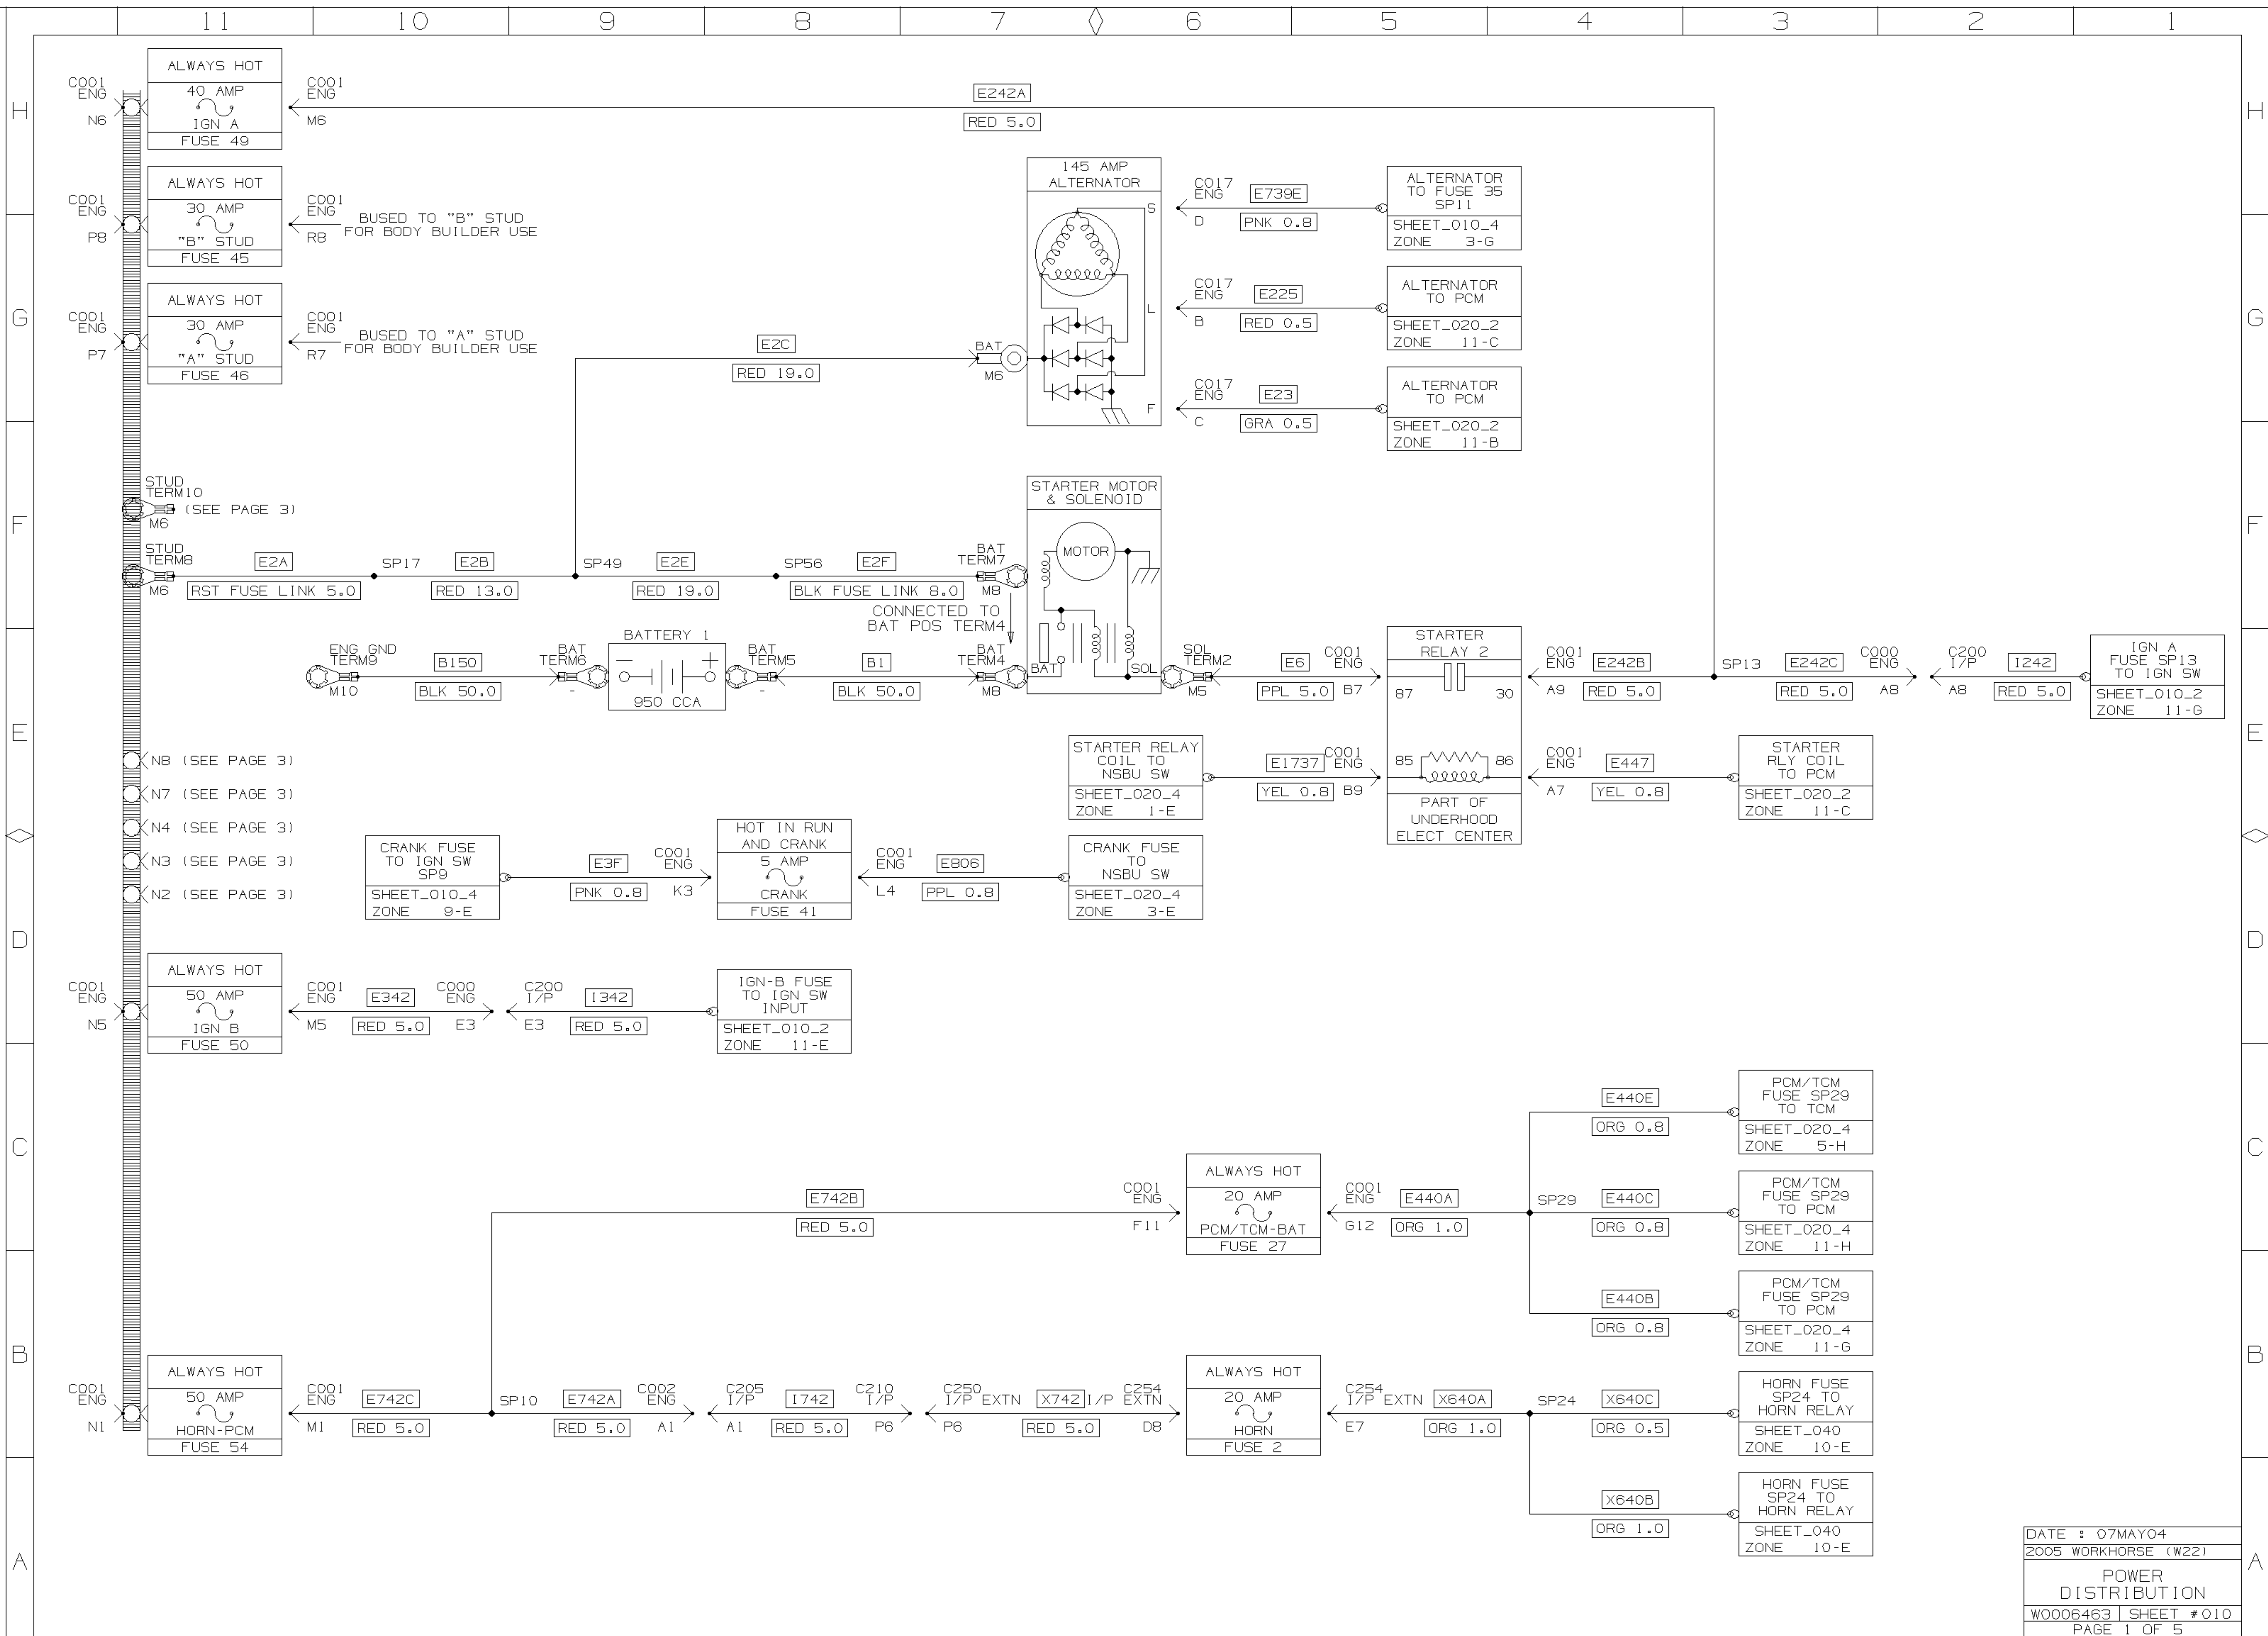 11 10 9 8 7 6 5 4 3 2 1
H
G
F
E
D
C
B
A
H
G
F
E
D
C
B
A
C001
ENG
N6
ALWAYS HOT
40 AMP
IGN A
FUSE 49
C001
ENG
M6
E242A
RED 5.0
C001
ENG
P8
ALWAYS HOT
30 AMP
"B" STUD
FUSE 45
C001
ENG
R8
BUSED TO "B" STUD
FOR BODY BUILDER USE
C001
ENG
P7
ALWAYS HOT
30 AMP
"A" STUD
FUSE 46
C001
ENG
R7
BUSED TO "A" STUD
FOR BODY BUILDER USE
E2C
RED 19.0
BAT
M6
145 AMP
ALTERNATOR
S
L
F
C017
ENG
D
E739E
PNK 0.8
ALTERNATOR
TO FUSE 35
SP11
SHEET_010_4
ZONE 3-G
C017
ENG
B
E225
RED 0.5
ALTERNATOR
TO PCM
SHEET_020_2
ZONE 11-C
C017
ENG
C
E23
GRA 0.5
ALTERNATOR
TO PCM
SHEET_020_2
ZONE 11-B
STUD
TERM10
M6
(SEE PAGE 3)
STUD
TERM8
M6
E2A
RST FUSE LINK 5.0
SP17
E2B
RED 13.0
SP49
E2E
RED 19.0
SP56
E2F
BLK FUSE LINK 8.0
BAT
TERM7
M8
CONNECTED TO
BAT POS TERM4
STARTER MOTOR
& SOLENOID
MOTOR
BAT
SOL
ENG GND
TERM9
M10
B150
BLK 50.0
BAT
TERM6
-
BATTERY 1
- +
950 CCA
BAT
TERM5
-
B1
BLK 50.0
BAT
TERM4
M8
SOL
TERM2
M5
E6
PPL 5.0
C001
ENG
B7
STARTER
RELAY 2
87 30
85 86
PART OF
UNDERHOOD
ELECT CENTER
C001
ENG
A9
E242B
RED 5.0
SP13
E242C
RED 5.0
C000
ENG
A8
C200
I/P
A8
I242
RED 5.0
IGN A
FUSE SP13
TO IGN SW
SHEET_010_2
ZONE 11-G
STARTER RELAY
COIL TO
NSBU SW
SHEET_020_4
ZONE 1-E
E1737
YEL 0.8
C001
ENG
B9
C001
ENG
A7
E447
YEL 0.8
STARTER
RLY COIL
TO PCM
SHEET_020_2
ZONE 11-C
N8 (SEE PAGE 3)
N7 (SEE PAGE 3)
N4 (SEE PAGE 3)
N3 (SEE PAGE 3)
N2 (SEE PAGE 3)
CRANK FUSE
TO IGN SW
SP9
SHEET_010_4
ZONE 9-E
E3F
PNK 0.8
C001
ENG
K3
HOT IN RUN
AND CRANK
5 AMP
CRANK
FUSE 41
C001
ENG
L4
E806
PPL 0.8
CRANK FUSE
TO
NSBU SW
SHEET_020_4
ZONE 3-E
C001
ENG
N5
ALWAYS HOT
50 AMP
IGN B
FUSE 50
C001
ENG
M5
E342
RED 5.0
C000
ENG
E3
C200
I/P
E3
I342
RED 5.0
IGN-B FUSE
TO IGN SW
INPUT
SHEET_010_2
ZONE 11-E
E742B
RED 5.0
C001
ENG
F11
ALWAYS HOT
20 AMP
PCM/TCM-BAT
FUSE 27
C001
ENG
G12
E440A
ORG 1.0
SP29
E440E
ORG 0.8
PCM/TCM
FUSE SP29
TO TCM
SHEET_020_4
ZONE 5-H
E440C
ORG 0.8
PCM/TCM
FUSE SP29
TO PCM
SHEET_020_4
ZONE 11-H
E440B
ORG 0.8
PCM/TCM
FUSE SP29
TO PCM
SHEET_020_4
ZONE 11-G
C001
ENG
N1
ALWAYS HOT
50 AMP
HORN-PCM
FUSE 54
C001
ENG
M1
E742C
RED 5.0
SP10
E742A
RED 5.0
C002
ENG
A1
C205
I/P
A1
I742
RED 5.0
C210
I/P
P6
C250
I/P EXTN
P6
X742
RED 5.0
C254
I/P EXTN
D8
ALWAYS HOT
20 AMP
HORN
FUSE 2
C254
I/P EXTN
E7
X640A
ORG 1.0
SP24
X640C
ORG 0.5
HORN FUSE
SP24 TO
HORN RELAY
SHEET_040
ZONE 10-E
X640B
ORG 1.0
HORN FUSE
SP24 TO
HORN RELAY
SHEET_040
ZONE 10-E
DATE : 07MAY04
2005 WORKHORSE (W22)
POWER
DISTRIBUTION
W0006463 SHEET #010
PAGE 1 OF 5